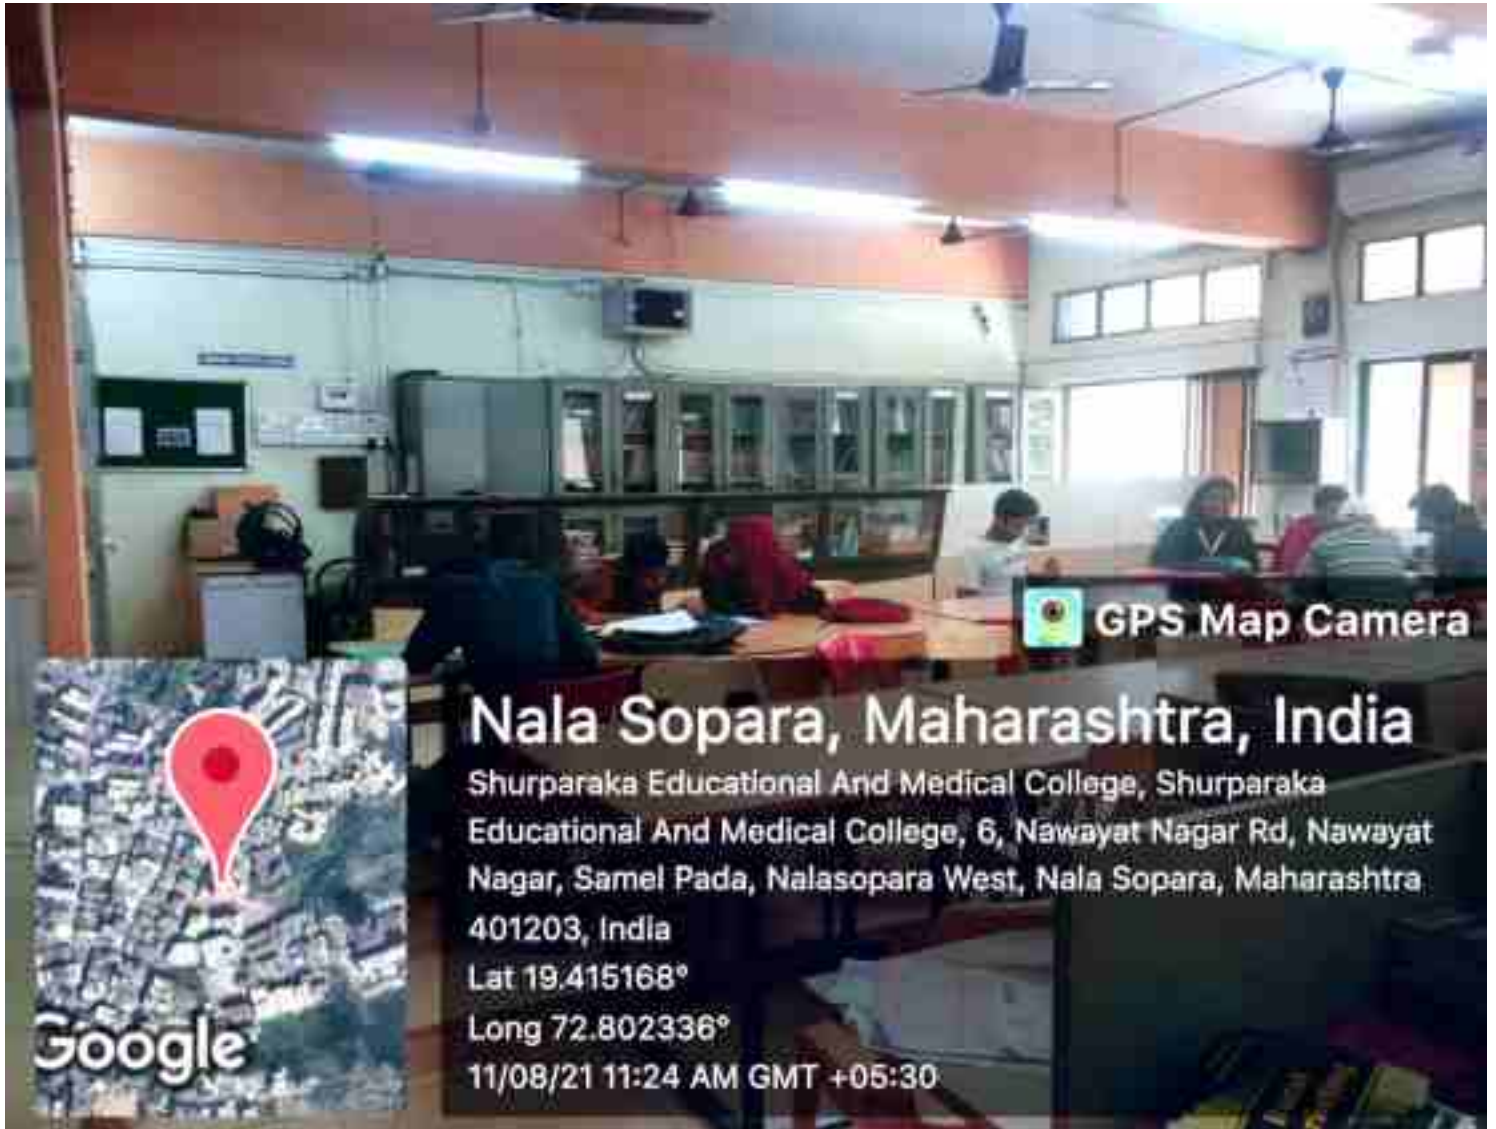 GPS Map Camera
Nala Sopara, Maharashtra, India
Shurparaka Educational And Medical College, Shurparaka
Educational And Medical College, 6, Nawayat Nagar Rd, Nawayat
Nagar, Samel Pada, Nalasopara West, Nala Sopara, Maharashtra
401203, India
Lat 19.415168°
Long 72.802336°
11/08/21 11:24 AM GMT +05:30
Google